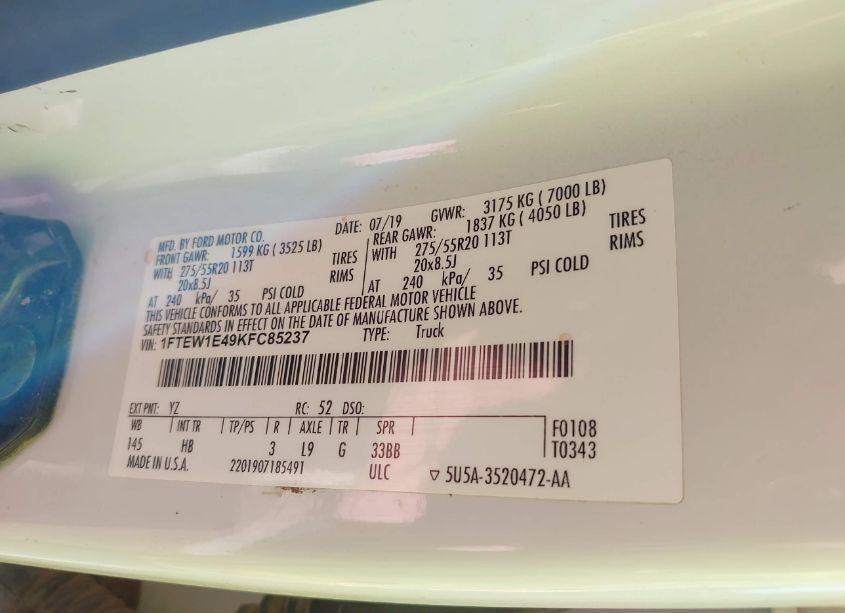 MFD. BY FORD MOTOR CO. DATE: 07/19 GVWR: 3175 KG ( 7000 LB)
FRONT GAWR: 1599 KG ( 3525 LB) REAR GAWR: 1837 KG ( 4050 LB)
WITH 275/55R20 113T TIRES WITH 275/55R20 113T TIRES
20x8.5J RIMS 20x8.5J RIMS
AT 240 kPa/ 35 PSI COLD AT 240 kPa/ 35 PSI COLD
THIS VEHICLE CONFORMS TO ALL APPLICABLE FEDERAL MOTOR VEHICLE
SAFETY STANDARDS IN EFFECT ON THE DATE OF MANUFACTURE SHOWN ABOVE.
VIN: 1FTEW1E49KFC85237 TYPE: Truck
EXT PNT: YZ RC: 52 DSO:
WB INT TR TP/PS R AXLE TR SPR F0108
145 HB 3 L9 G 33BB T0343
MADE IN U.S.A. 2201907185491 ULC ▽ 5U5A-3520472-AA